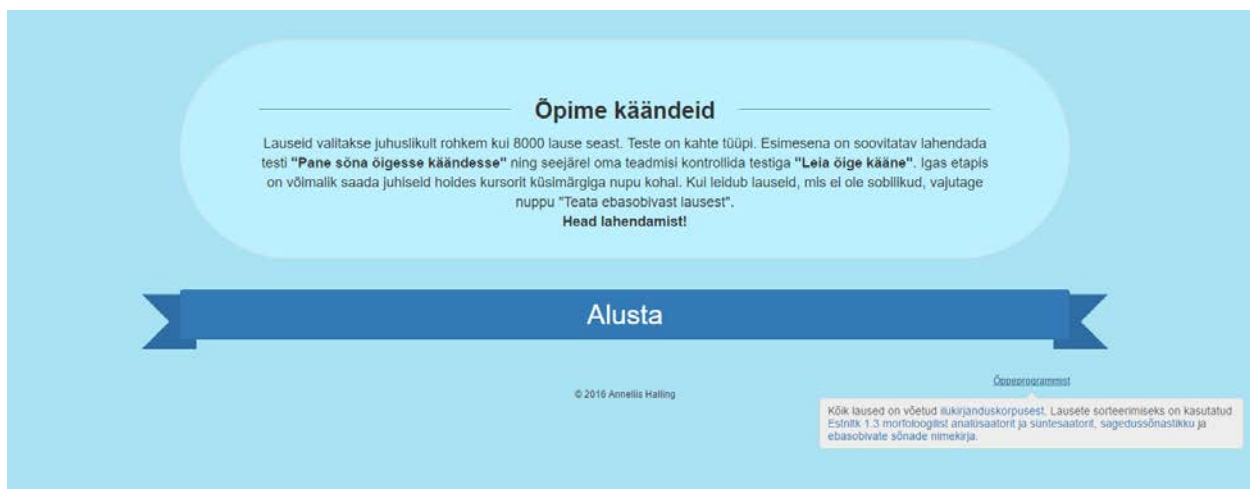 Õpime käändeid
Lauseid valitakse juhuslikult rohkem kui 8000 lause seast. Teste on kahte tüüpi. Esimesena on soovitatav lahendada
testi "Pane sõna õigesse käändesse" ning seejärel oma teadmisi kontrollida testiga "Leia õige kääne". Igas etapis
on võimalik saada juhiseid hoides kursorit küsimärgiga nupu kohal. Kui leidub lauseid, mis ei ole sobilikud, vajutage
nuppu "Teata ebasobivast lausest".
Head lahendamist!
Alusta
Õppeprogrammist
© 2016 Anneliis Halling
Kõik laused on võetud ilukirjanduskorpusest. Lausete sorteerimiseks on kasutatud
Estnltk 1.3 morfoloogilist analüsaatorit ja süntesaatorit, sagedussõnastikku ja
ebasobivate sõnade nimekirja.